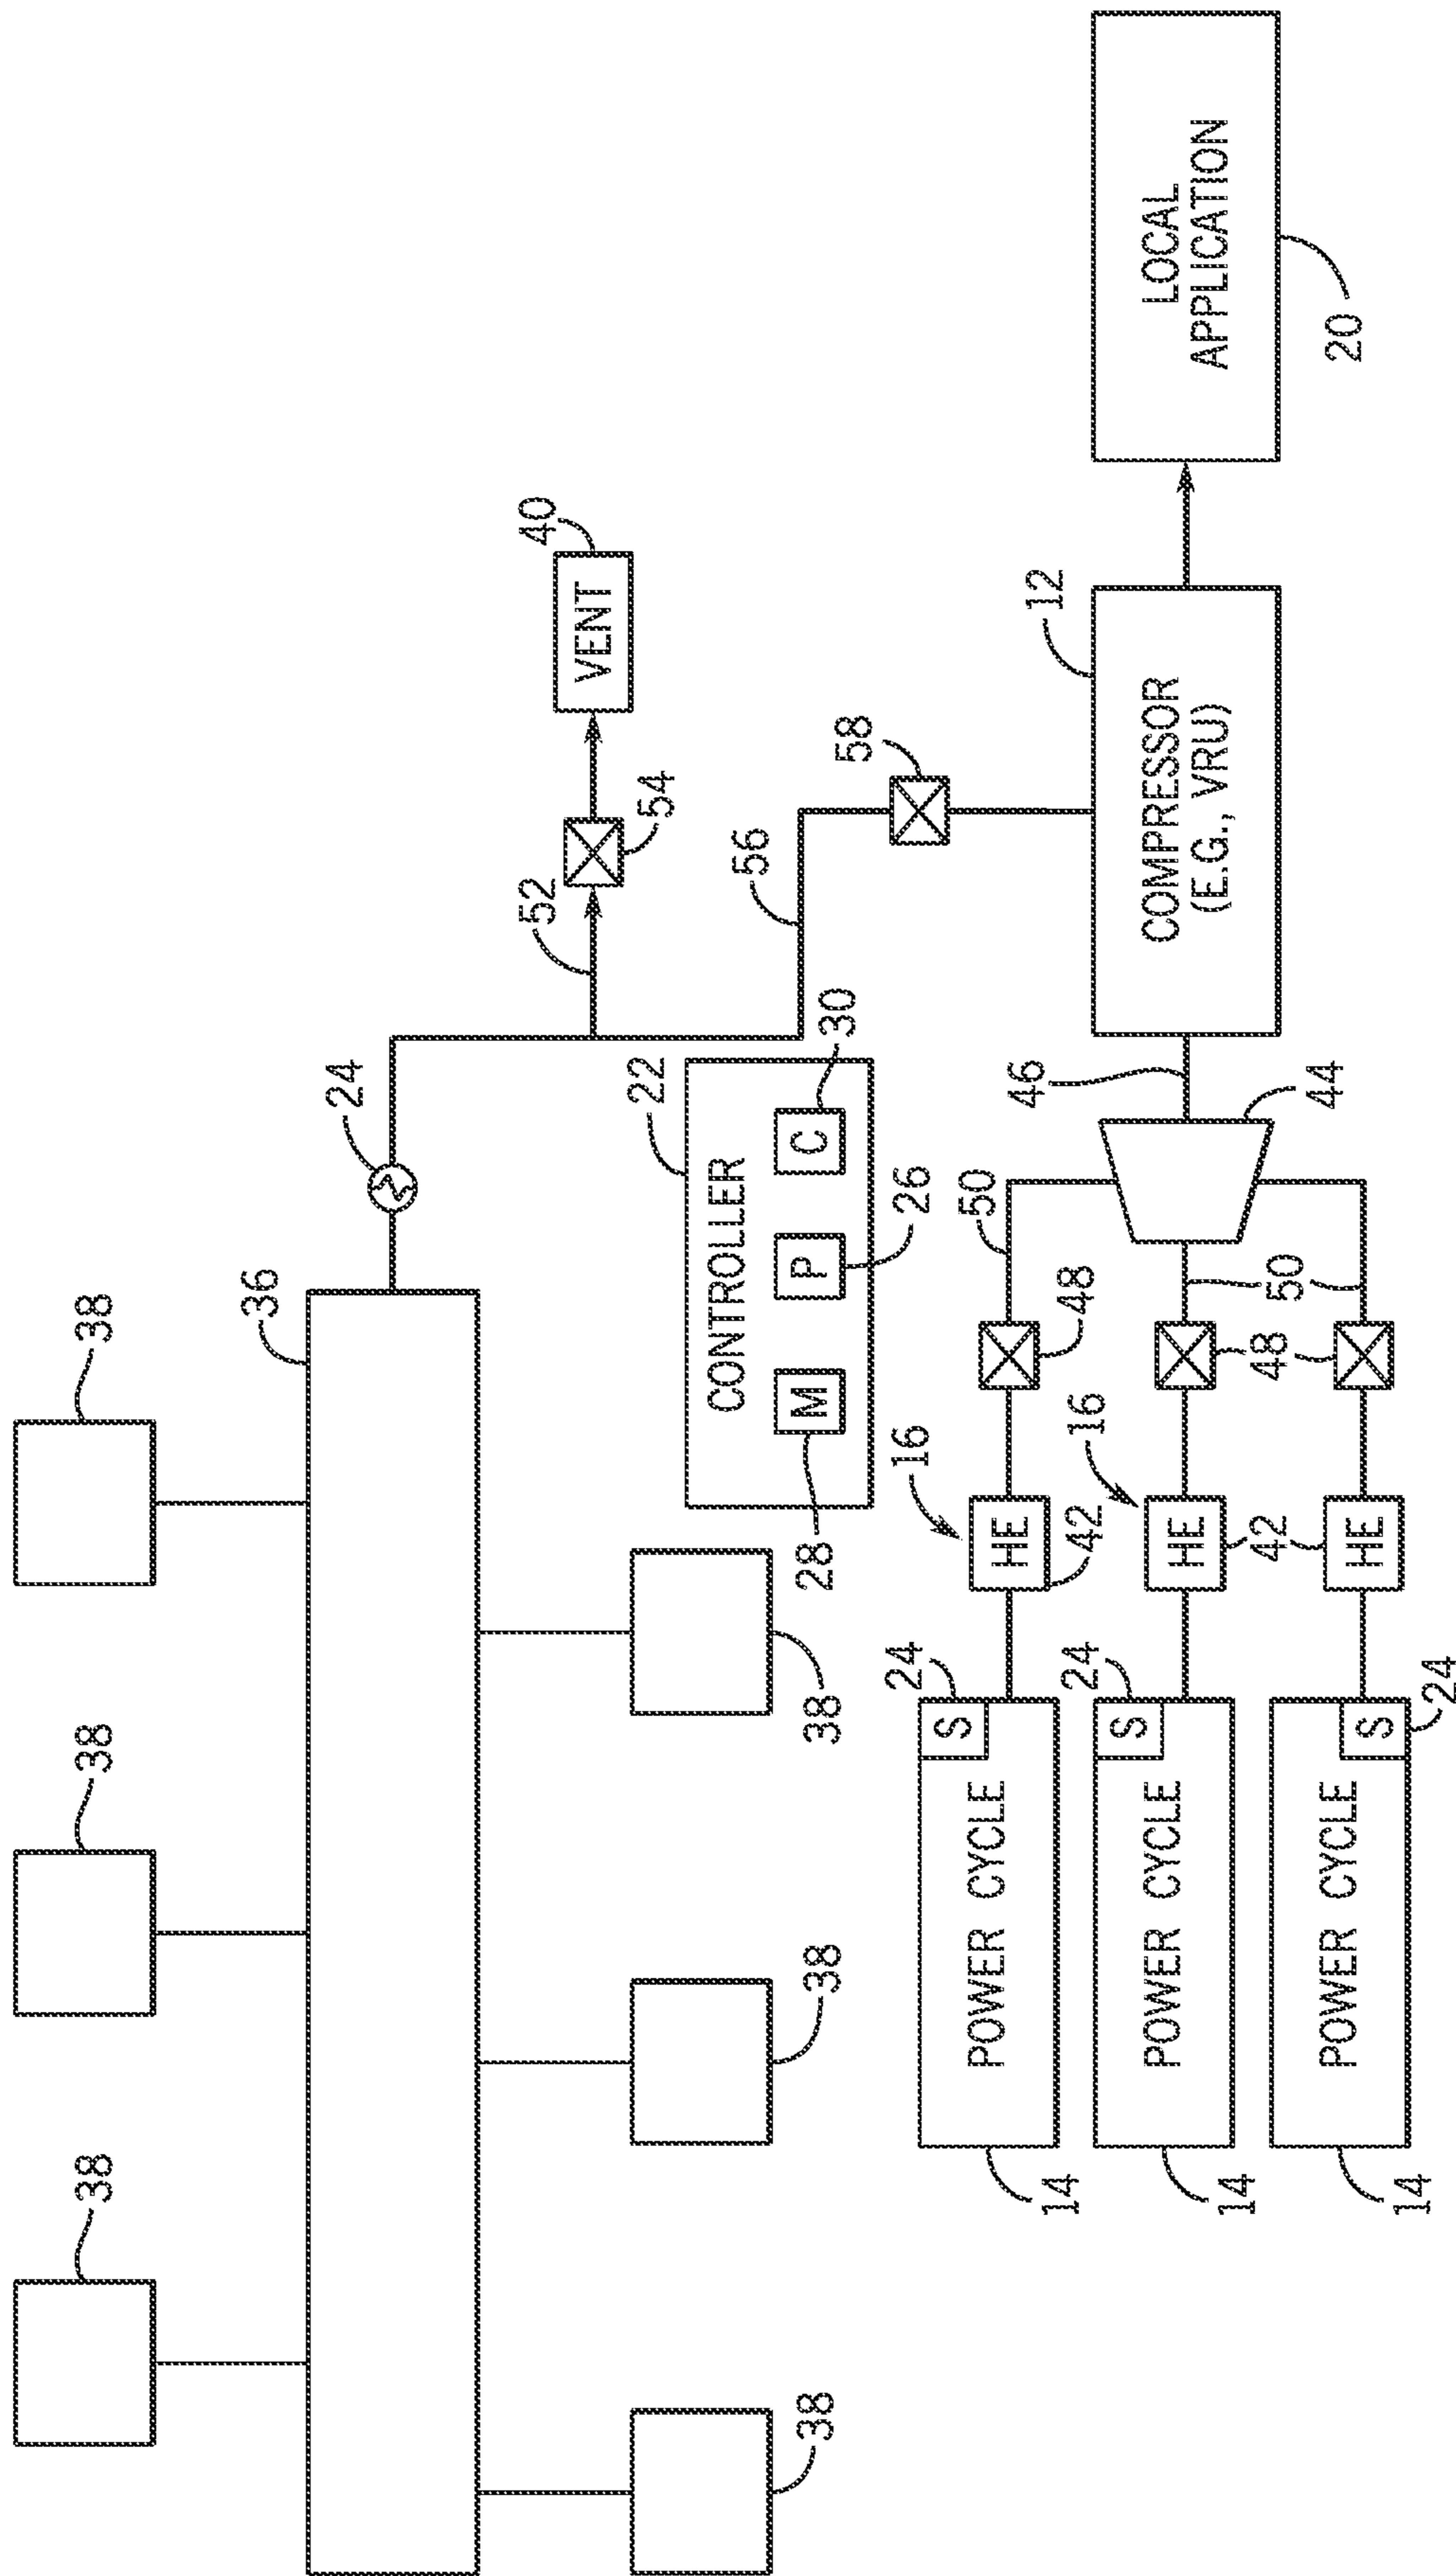 38
38
38
36
24
52
54
VENT
40
38
38
38
CONTROLLER
22
M
P
C
28
26
30
56
58
14
POWER CYCLE
S
24
16
HE
42
48
50
14
POWER CYCLE
S
24
16
HE
42
48
50
14
POWER CYCLE
S
24
HE
46
44
COMPRESSOR
(E.G., VRU)
12
LOCAL
APPLICATION
20